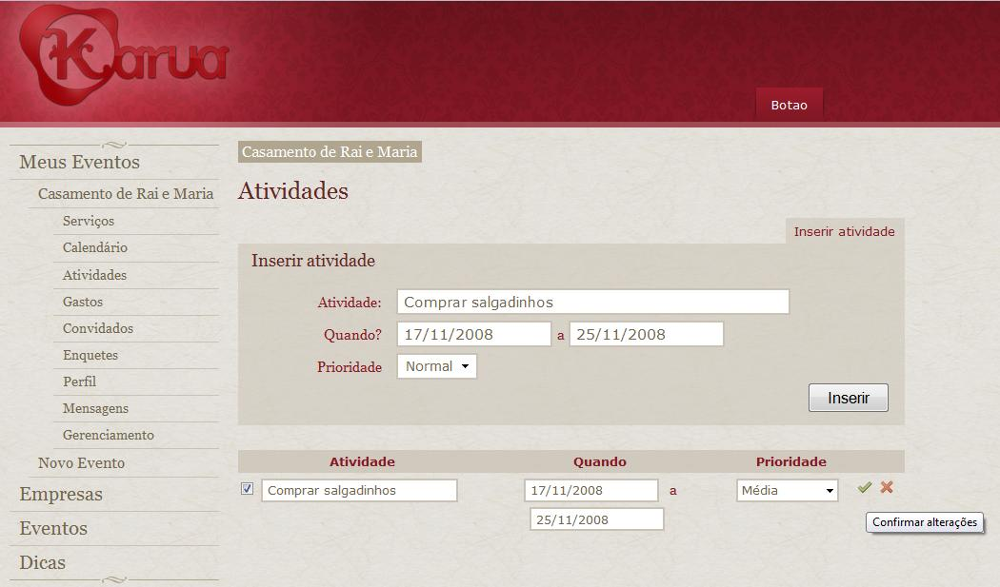 Karua
Botao
Meus Eventos
Casamento de Rai e Maria
Serviços
Calendário
Atividades
Gastos
Convidados
Enquetes
Perfil
Mensagens
Gerenciamento
Novo Evento
Empresas
Eventos
Dicas
Casamento de Rai e Maria
Atividades
Inserir atividade
Inserir atividade
Atividade: Comprar salgadinhos
Quando? 17/11/2008 a 25/11/2008
Prioridade Normal
Inserir
Atividade Quando Prioridade
Comprar salgadinhos 17/11/2008 a Média
25/11/2008
Confirmar alterações